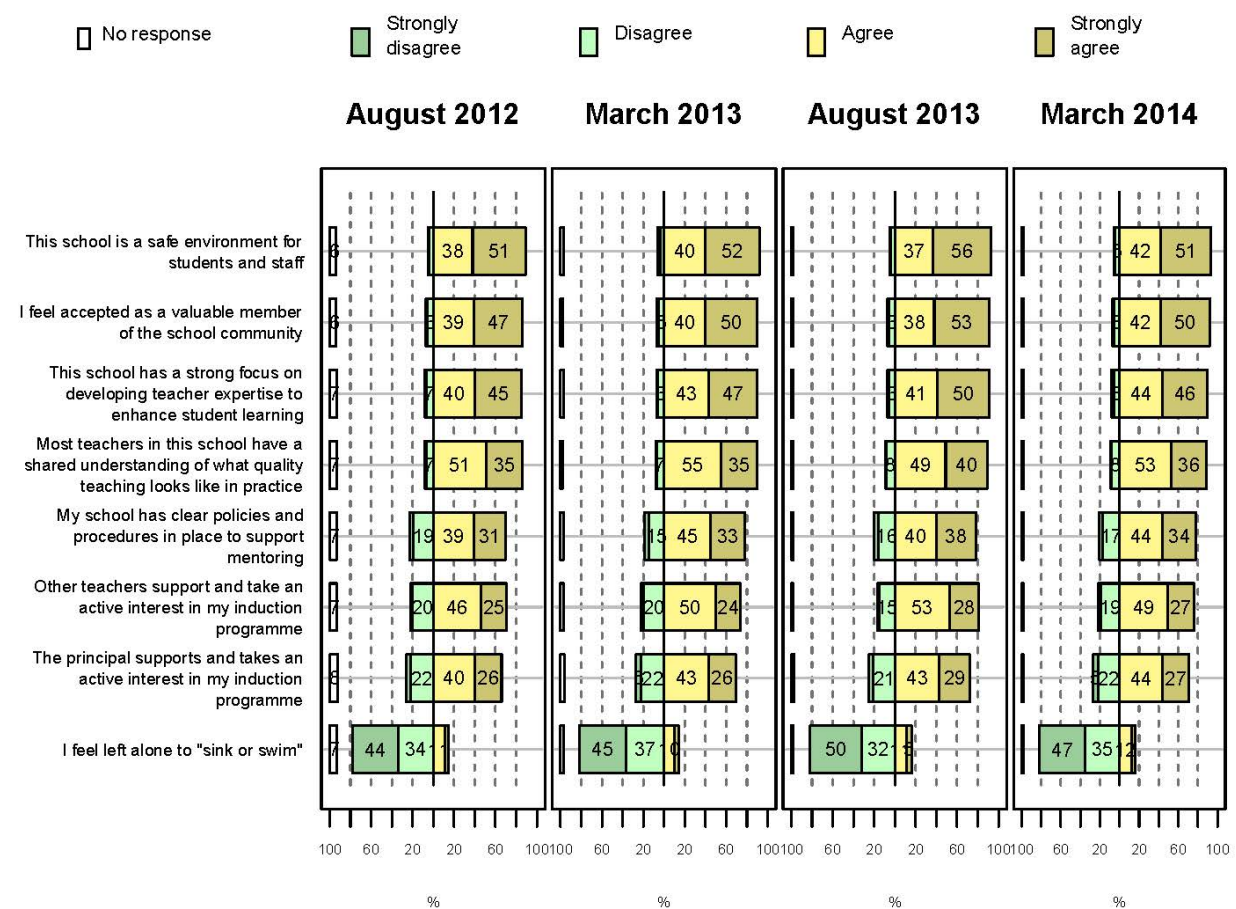 No response
Strongly disagree
Disagree
Agree
Strongly agree
August 2012 March 2013 August 2013 March 2014
This school is a safe environment for
students and staff
6 38 51 40 52 37 56 42 51
I feel accepted as a valuable member
of the school community
6 39 47 40 50 38 53 42 50
This school has a strong focus on
developing teacher expertise to
enhance student learning
7 7 40 45 43 47 41 50 44 46
Most teachers in this school have a
shared understanding of what quality
teaching looks like in practice
7 7 51 35 7 55 35 8 49 40 8 53 36
My school has clear policies and
procedures in place to support
mentoring
7 19 39 31 15 45 33 16 40 38 17 44 34
Other teachers support and take an
active interest in my induction
programme
7 20 46 25 20 50 24 15 53 28 19 49 27
The principal supports and takes an
active interest in my induction
programme
8 22 40 26 22 43 26 21 43 29 22 44 27
I feel left alone to "sink or swim"
7 44 34 11 45 37 10 50 32 47 35 12
100 60 20 20 60 100 100 60 20 20 60 100 100 60 20 20 60 100 100 60 20 20 60 100
% % % %